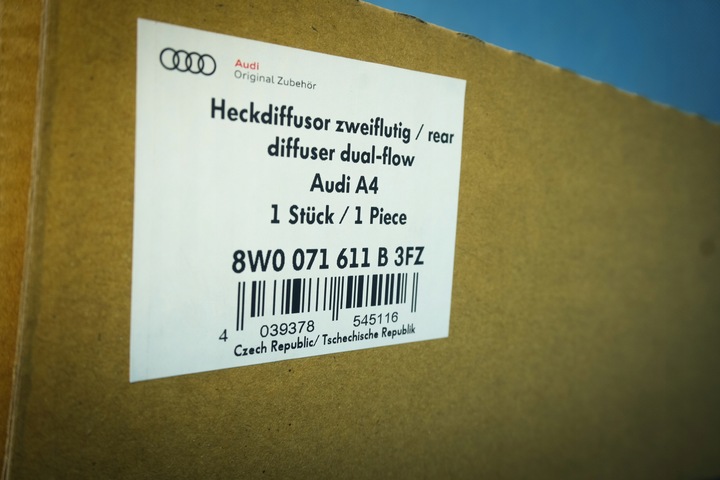 Audi
Original Zubehör
Heckdiffusor zweiflutig / rear
diffuser dual-flow
Audi A4
1 Stück / 1 Piece
8W0 071 611 B 3FZ
4 039378 545116
Czech Republic/ Tschechische Republik